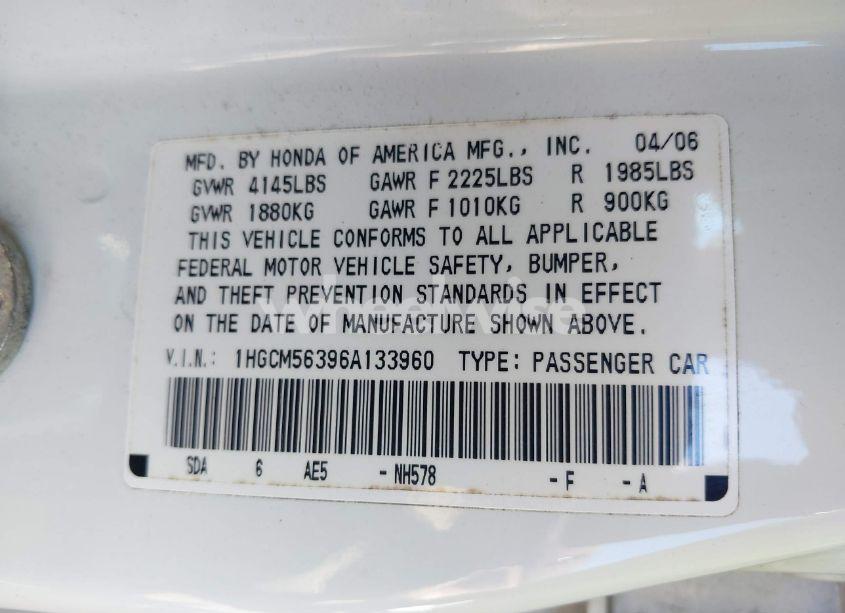 MFD. BY HONDA OF AMERICA MFG., INC. 04/06
GVWR 4145LBS GAWR F 2225LBS R 1985LBS
GVWR 1880KG GAWR F 1010KG R 900KG
THIS VEHICLE CONFORMS TO ALL APPLICABLE
FEDERAL MOTOR VEHICLE SAFETY, BUMPER,
AND THEFT PREVENTION STANDARDS IN EFFECT
ON THE DATE OF MANUFACTURE SHOWN ABOVE.
V.I.N.: 1HGCM56396A133960 TYPE: PASSENGER CAR
SDA 6 AE5 -NH578 -F -A
wheelwise